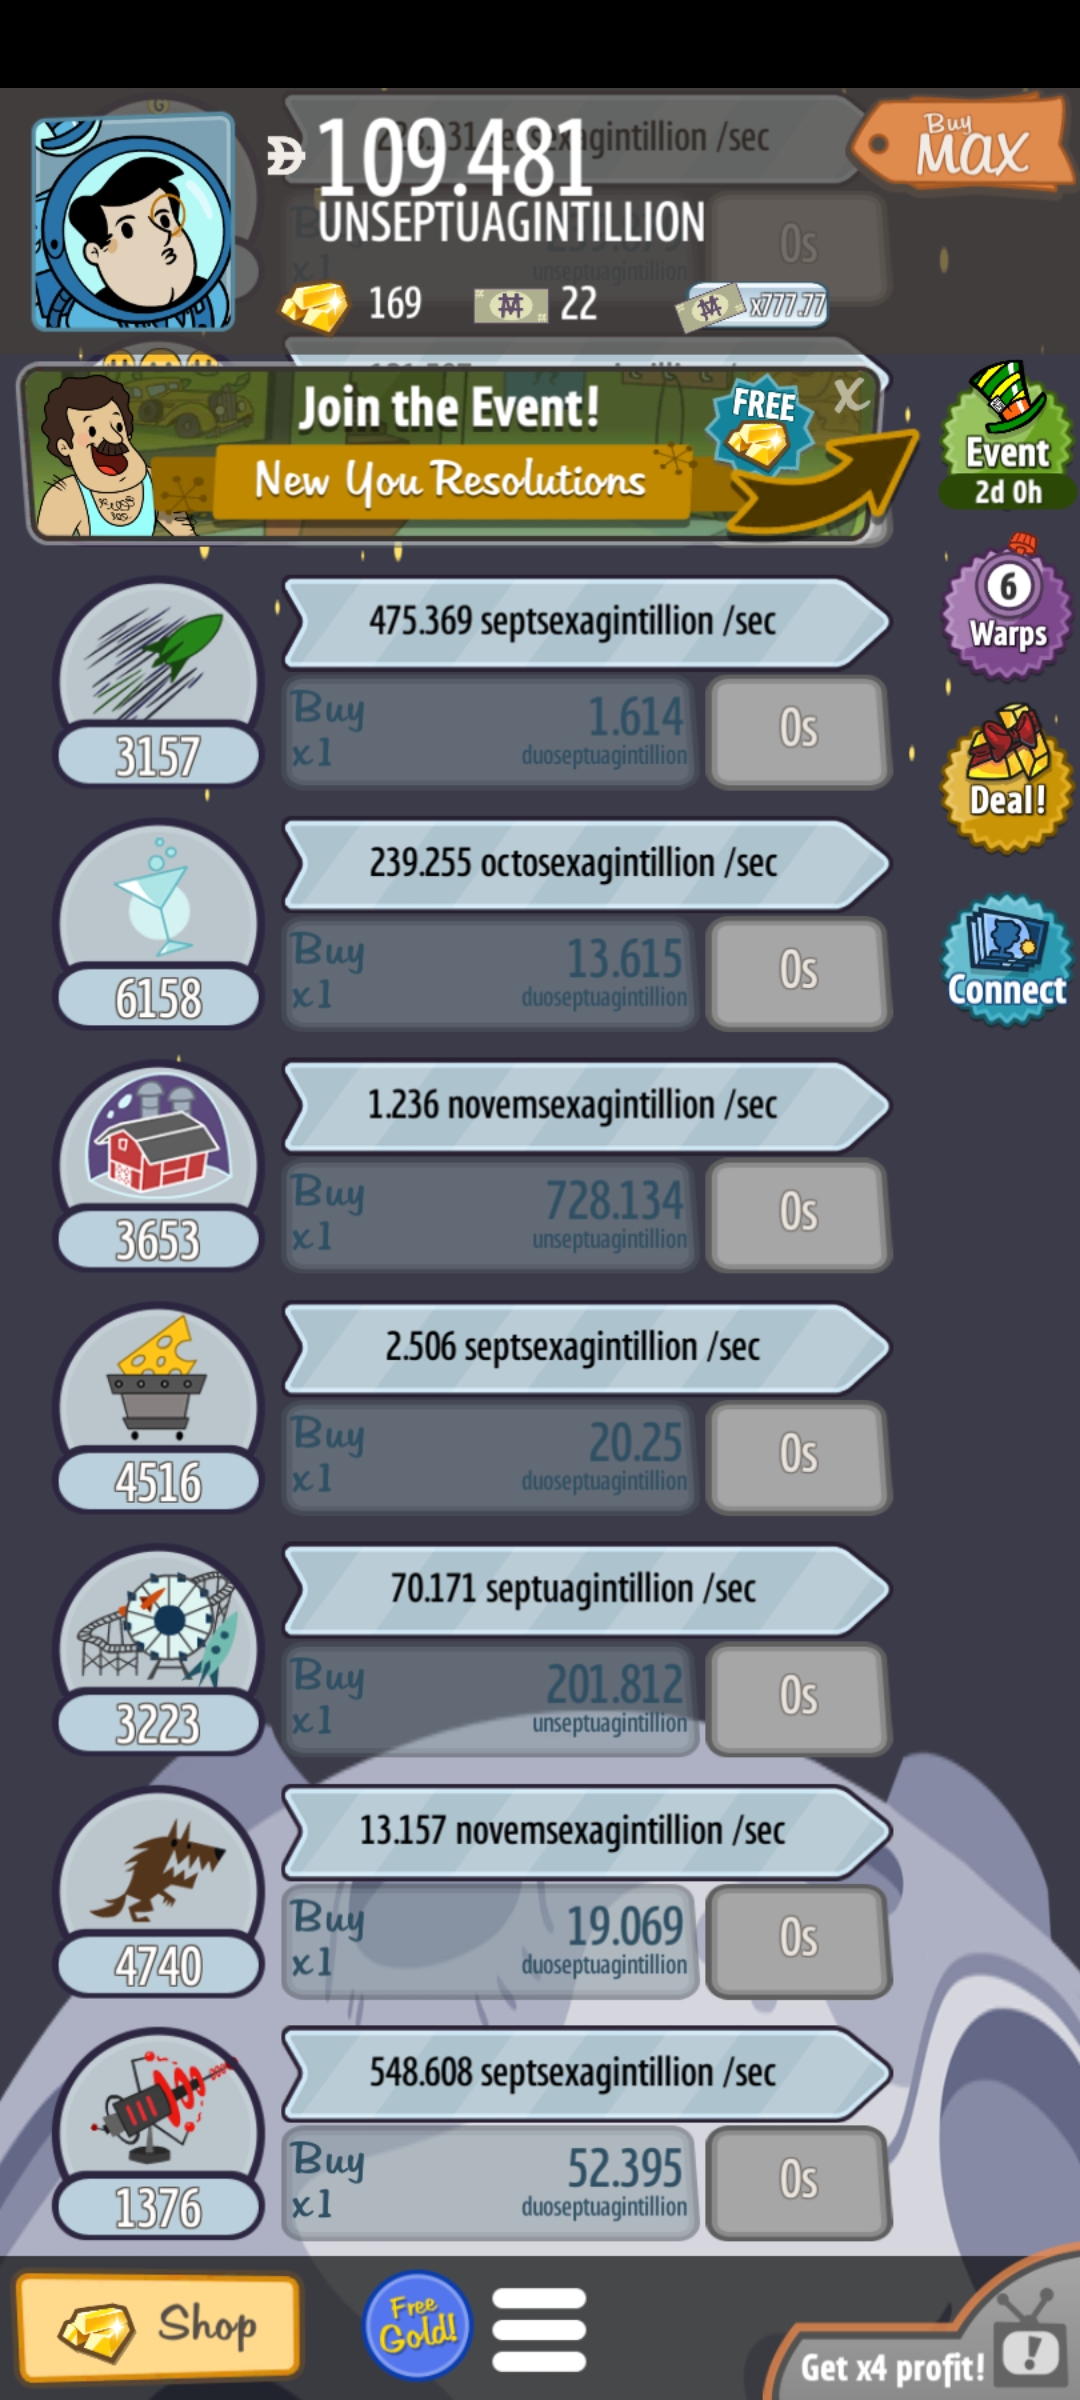 109.481
UNSEPTUAGINTILLION
Buy
MAX
/sec
0s
unseptuagintillion
x1
169
22
x777.77
Join the Event!
FREE
X
New You Resolutions
Event
2d 0h
475.369 septsexagintillion /sec
6
Warps
Buy
x1
1.614
duoseptuagintillion
0s
3157
Deal!
239.255 octosexagintillion /sec
Buy
x1
13.615
duoseptuagintillion
0s
6158
Connect
1.236 novemsexagintillion /sec
Buy
x1
728.134
unseptuagintillion
0s
3653
2.506 septsexagintillion /sec
Buy
x1
20.25
duoseptuagintillion
0s
4516
70.171 septuagintillion /sec
Buy
x1
201.812
unseptuagintillion
0s
3223
13.157 novemsexagintillion /sec
Buy
x1
19.069
duoseptuagintillion
0s
4740
548.608 septsexagintillion /sec
Buy
x1
52.395
duoseptuagintillion
0s
1376
Shop
Free
Gold!
Get x4 profit!